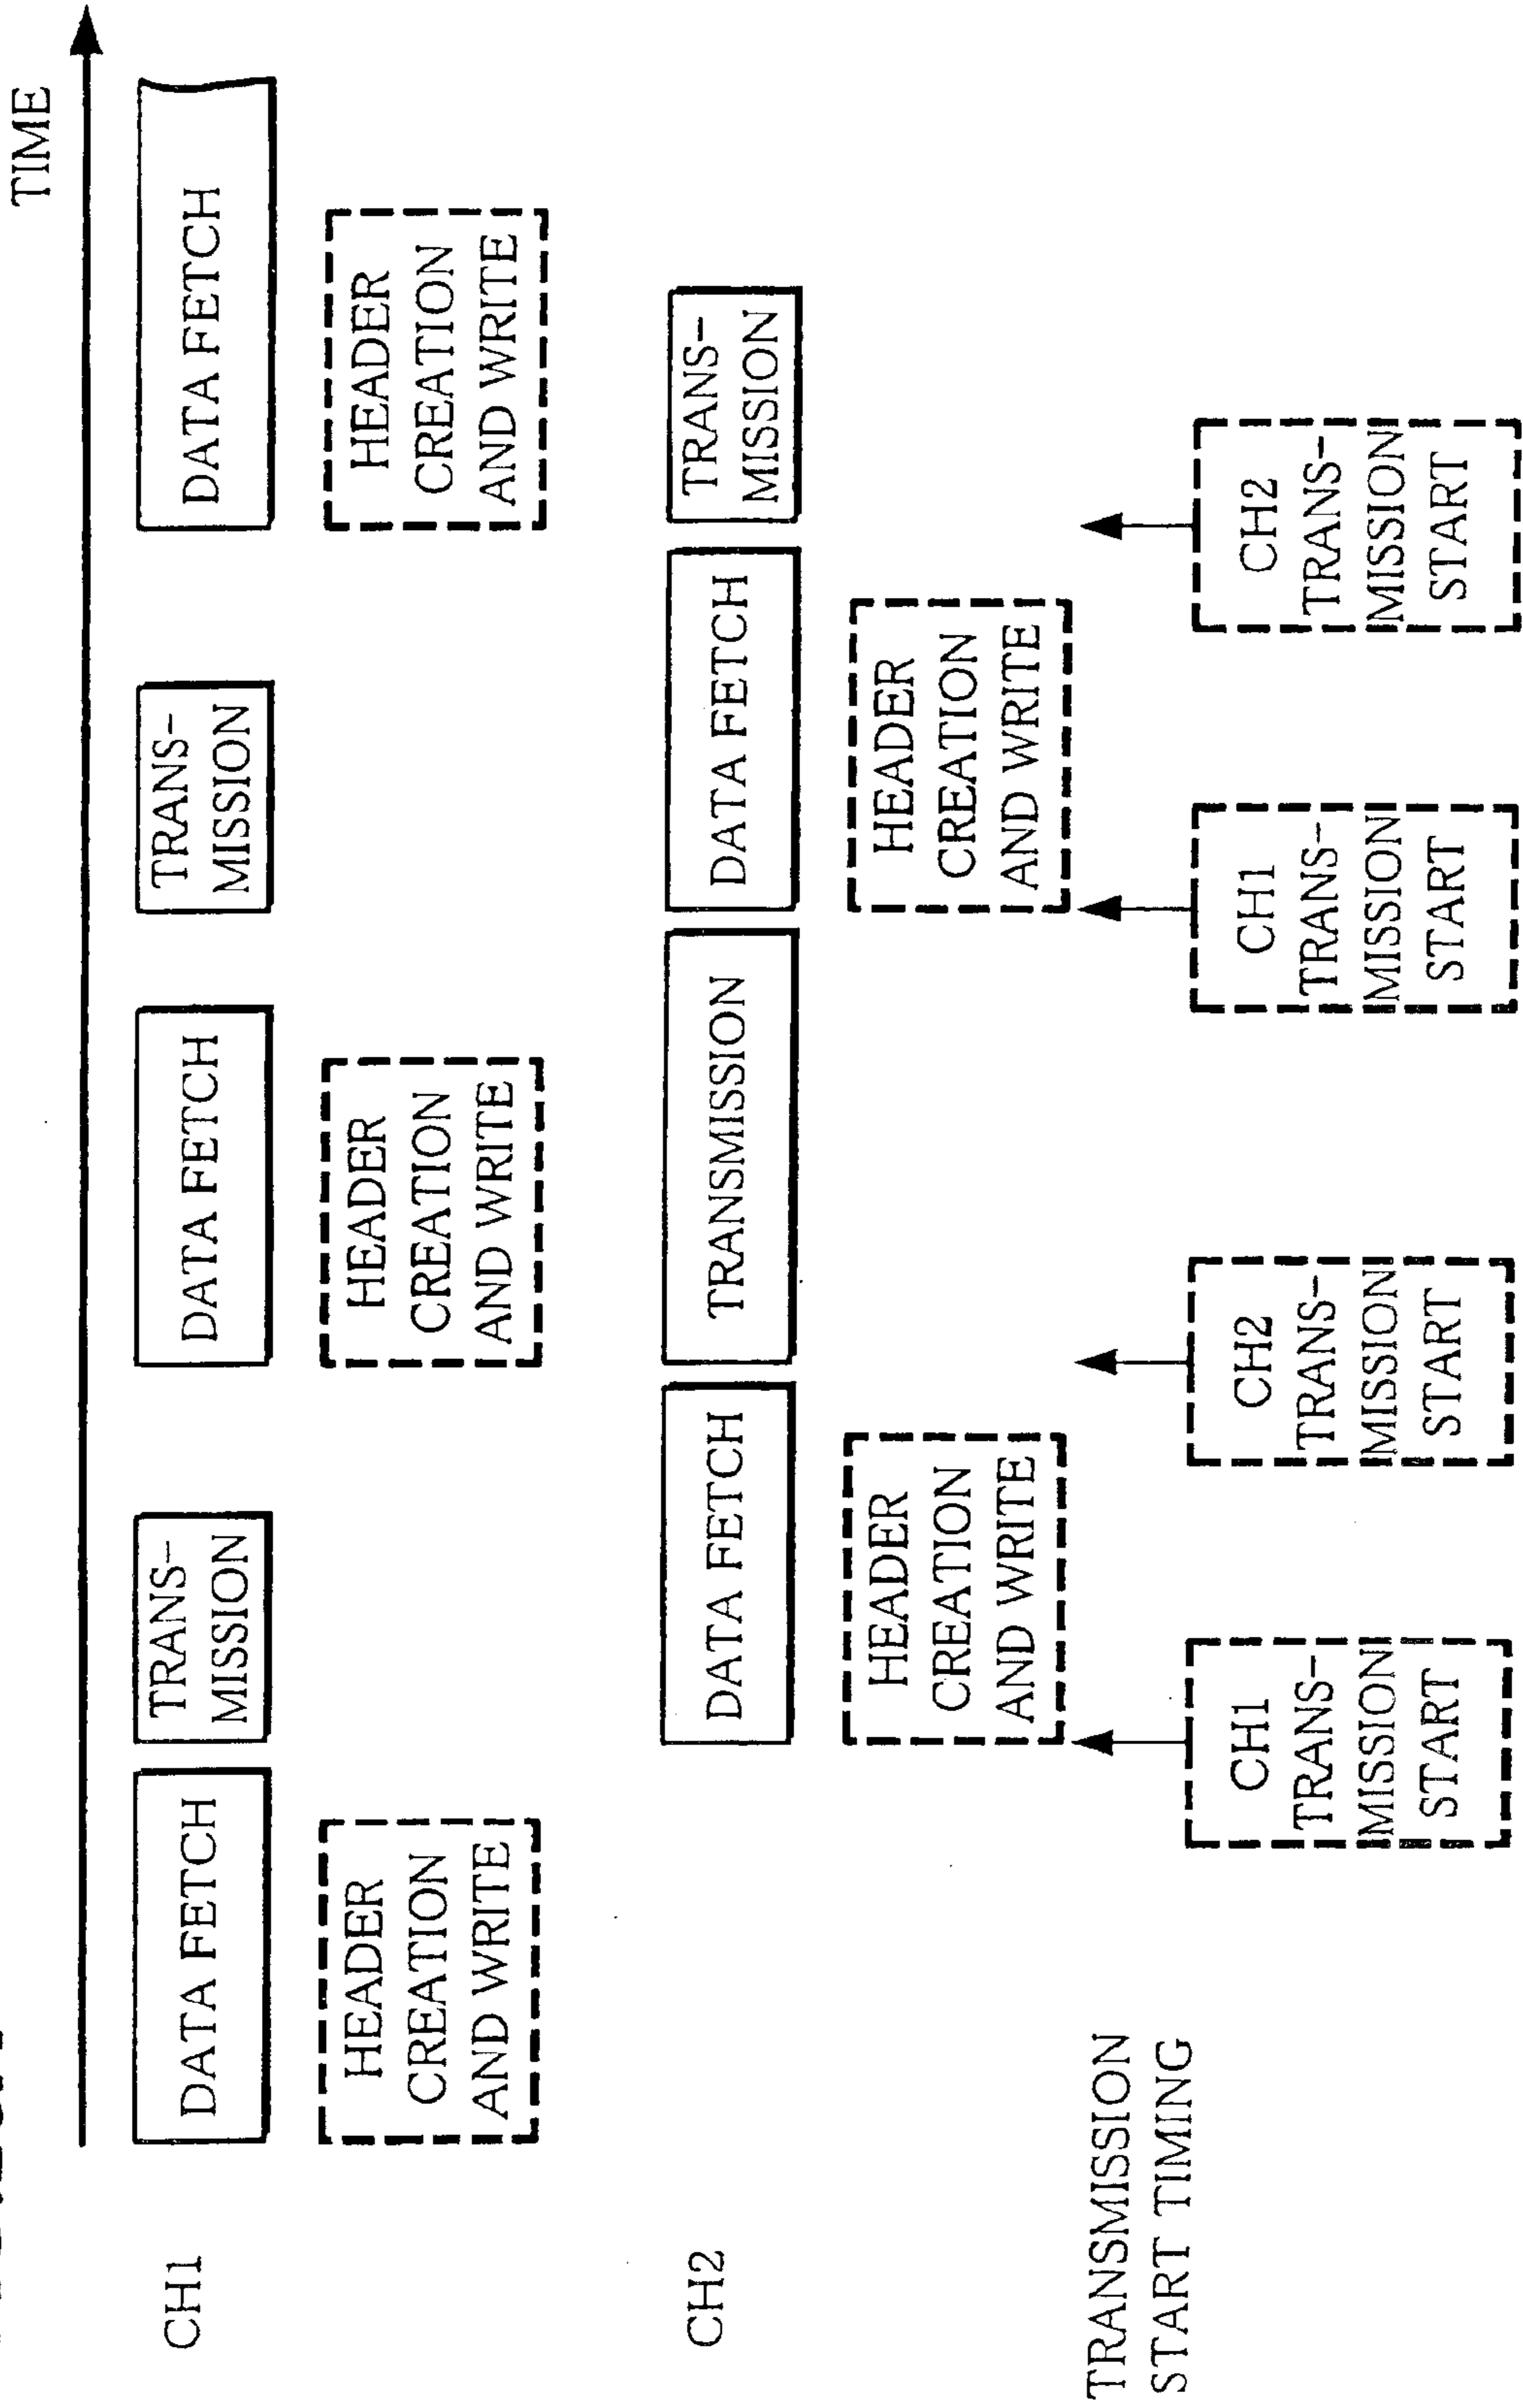 TIME
CH1
DATA FETCH
TRANS-
MISSION
DATA FETCH
TRANS-
MISSION
DATA FETCH
HEADER
CREATION
AND WRITE
HEADER
CREATION
AND WRITE
HEADER
CREATION
AND WRITE
CH2
DATA FETCH
TRANSMISSION
DATA FETCH
TRANS-
MISSION
HEADER
CREATION
AND WRITE
HEADER
CREATION
AND WRITE
TRANSMISSION
START TIMING
CH1
TRANS-
MISSION
START
CH2
TRANS-
MISSION
START
CH1
TRANS-
MISSION
START
CH2
TRANS-
MISSION
START